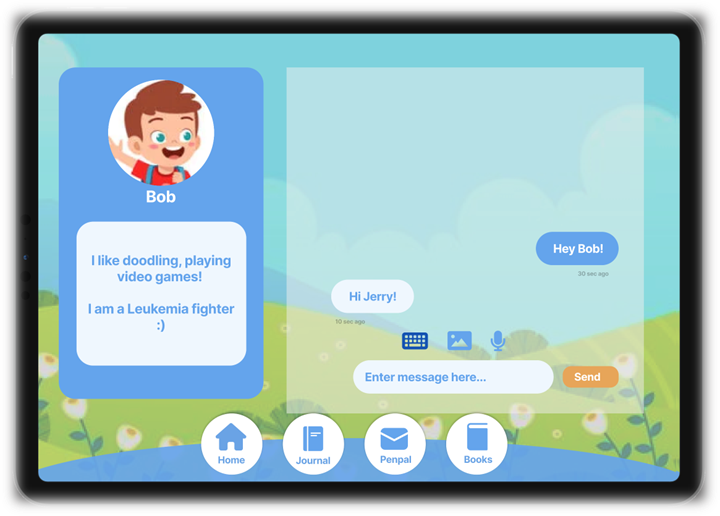 Bob
I like doodling, playing
video games!
I am a Leukemia fighter
:)
Hey Bob!
30 sec ago
Hi Jerry!
10 sec ago
Enter message here...
Send
Home
Journal
Penpal
Books